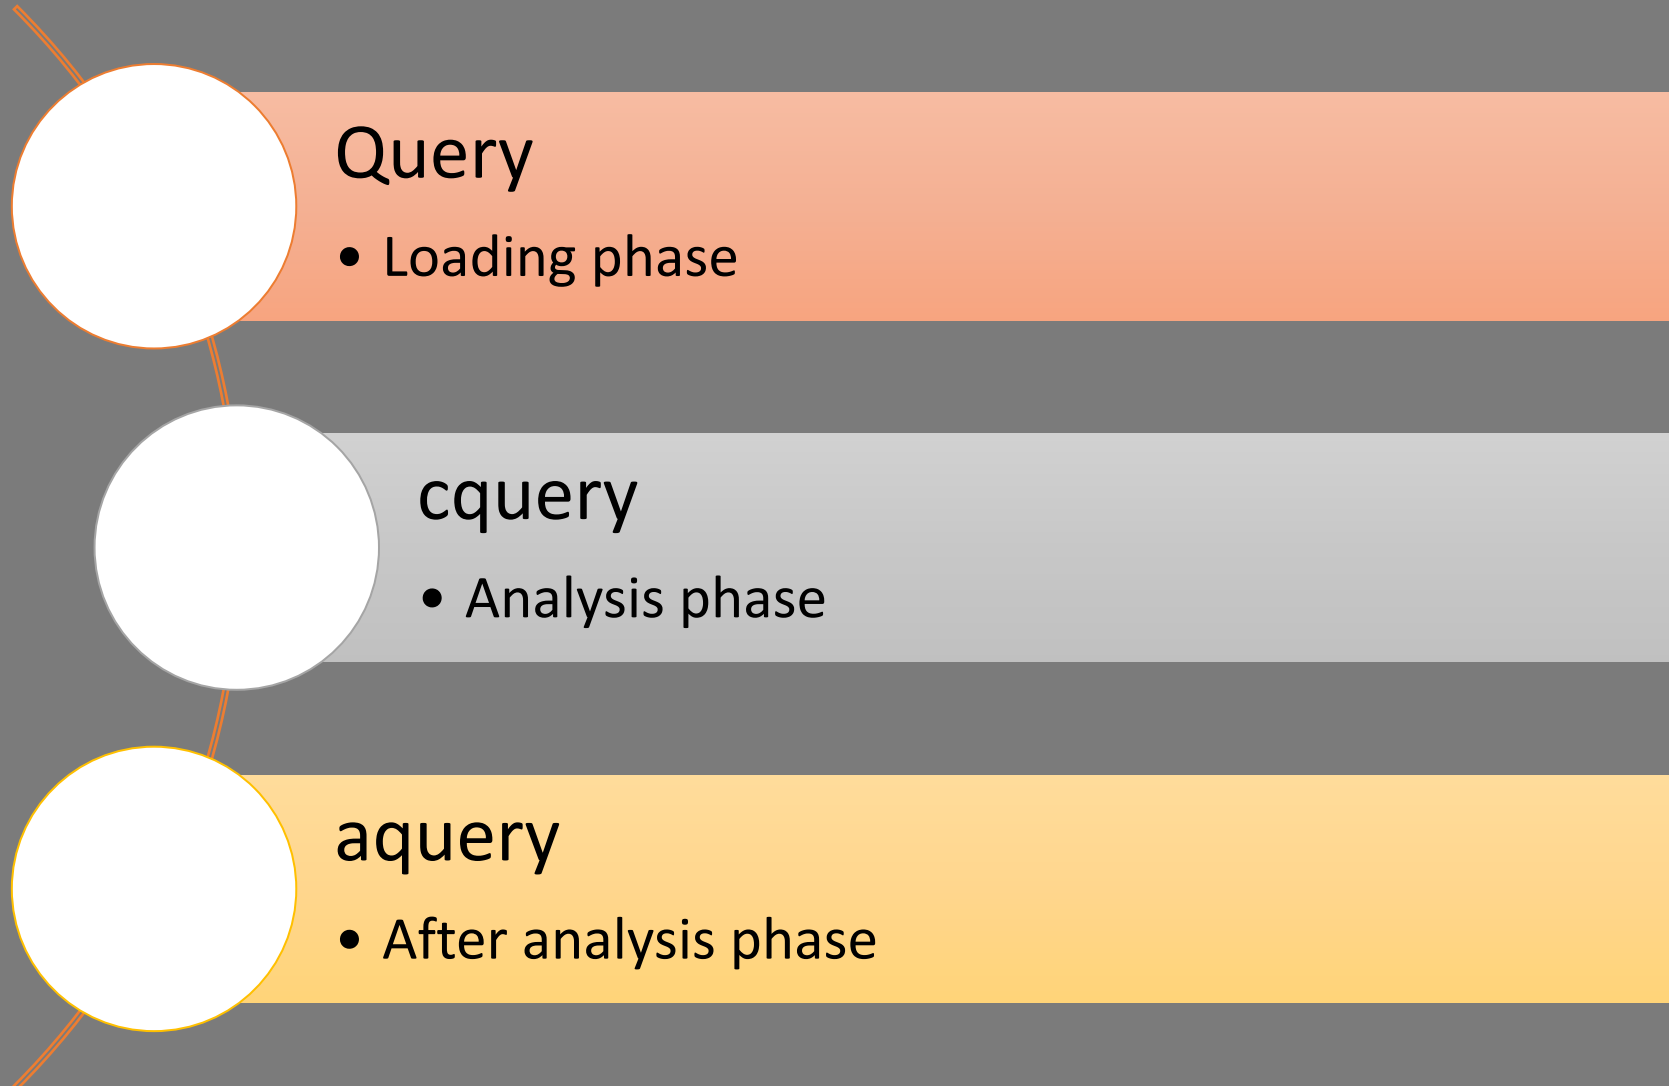 Query
• Loading phase
cquery
• Analysis phase
aquery
• After analysis phase